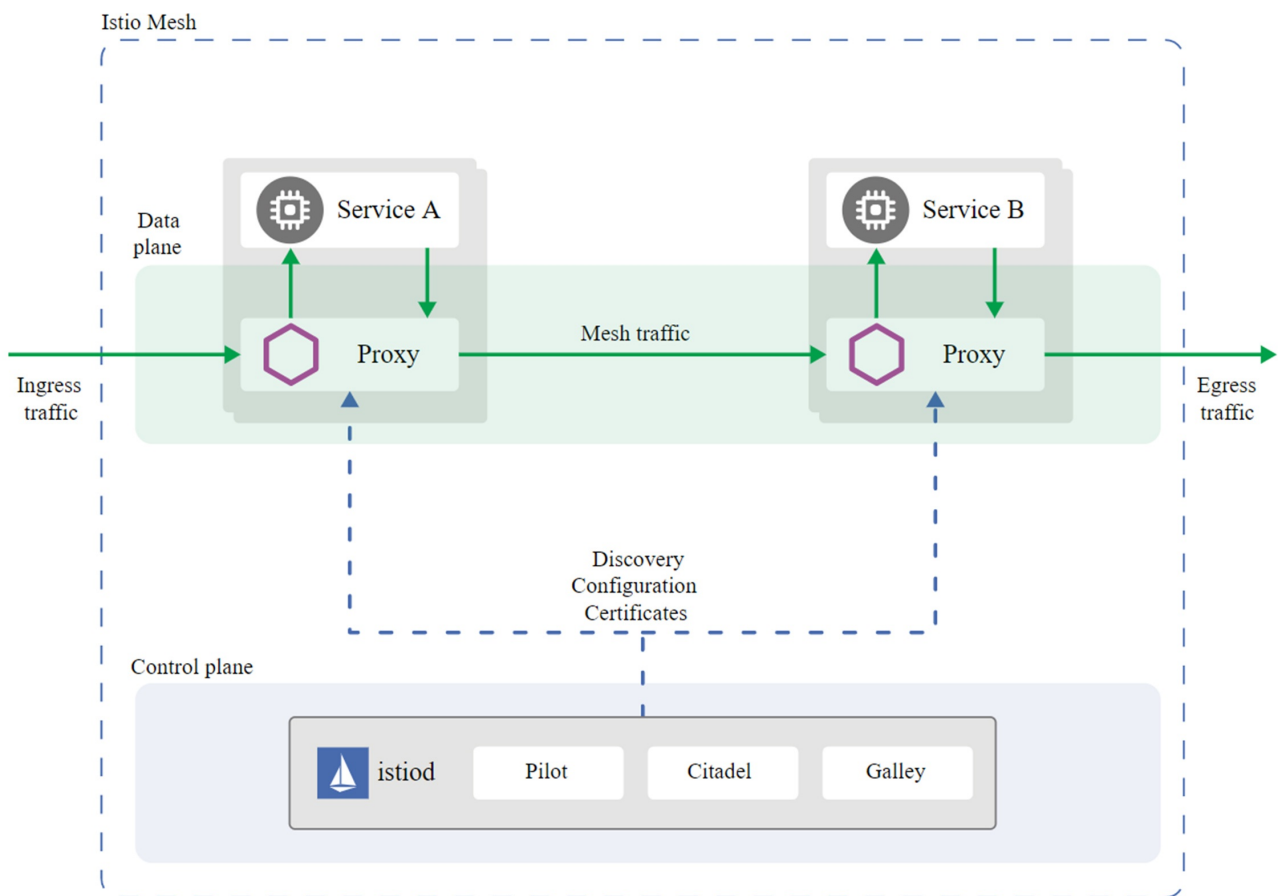 Istio Mesh
Service A
Service B
Data
plane
Mesh traffic
Proxy
Proxy
Ingress
traffic
Egress
traffic
Discovery
Configuration
Certificates
Control plane
istiod
Pilot
Citadel
Galley